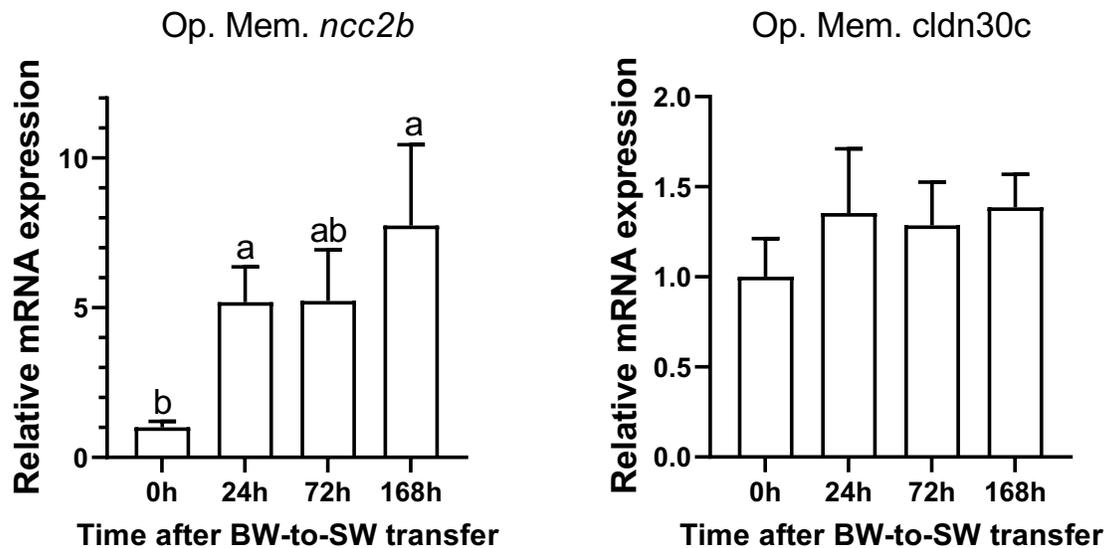 Op. Mem. ncc2b
Relative mRNA expression
10
5
0
b
a
ab
a
0h 24h 72h 168h
Time after BW-to-SW transfer
Op. Mem. cldn30c
Relative mRNA expression
2.0
1.5
1.0
0.5
0.0
0h 24h 72h 168h
Time after BW-to-SW transfer